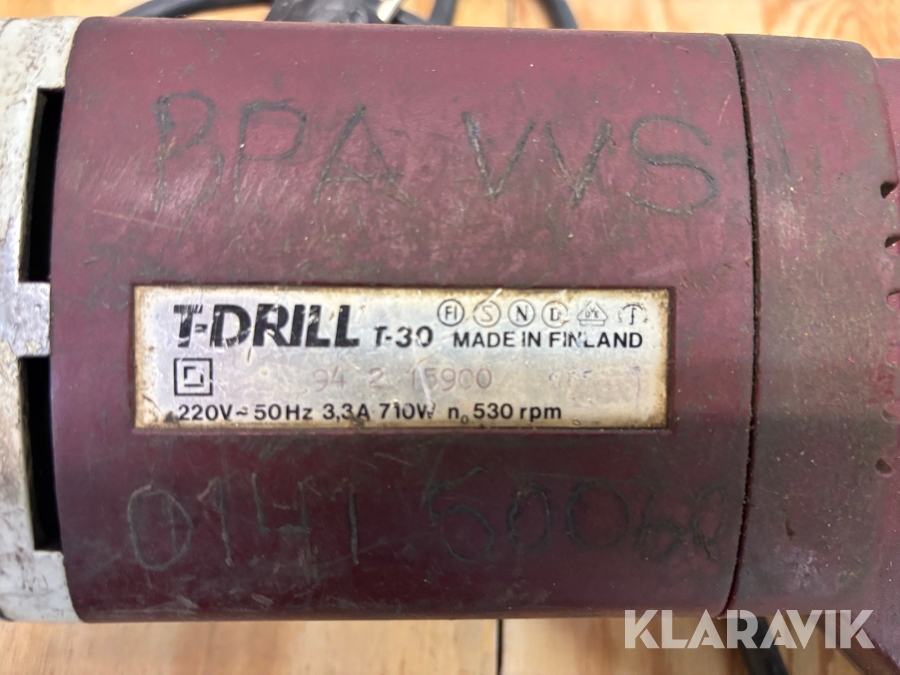 BPA VVS
T-DRILL T-30 FI S N D
MADE IN FINLAND
94 2 15900
220V~50Hz 3,3A 710W n₀ 530 rpm
0141 50060
KLARAVIK